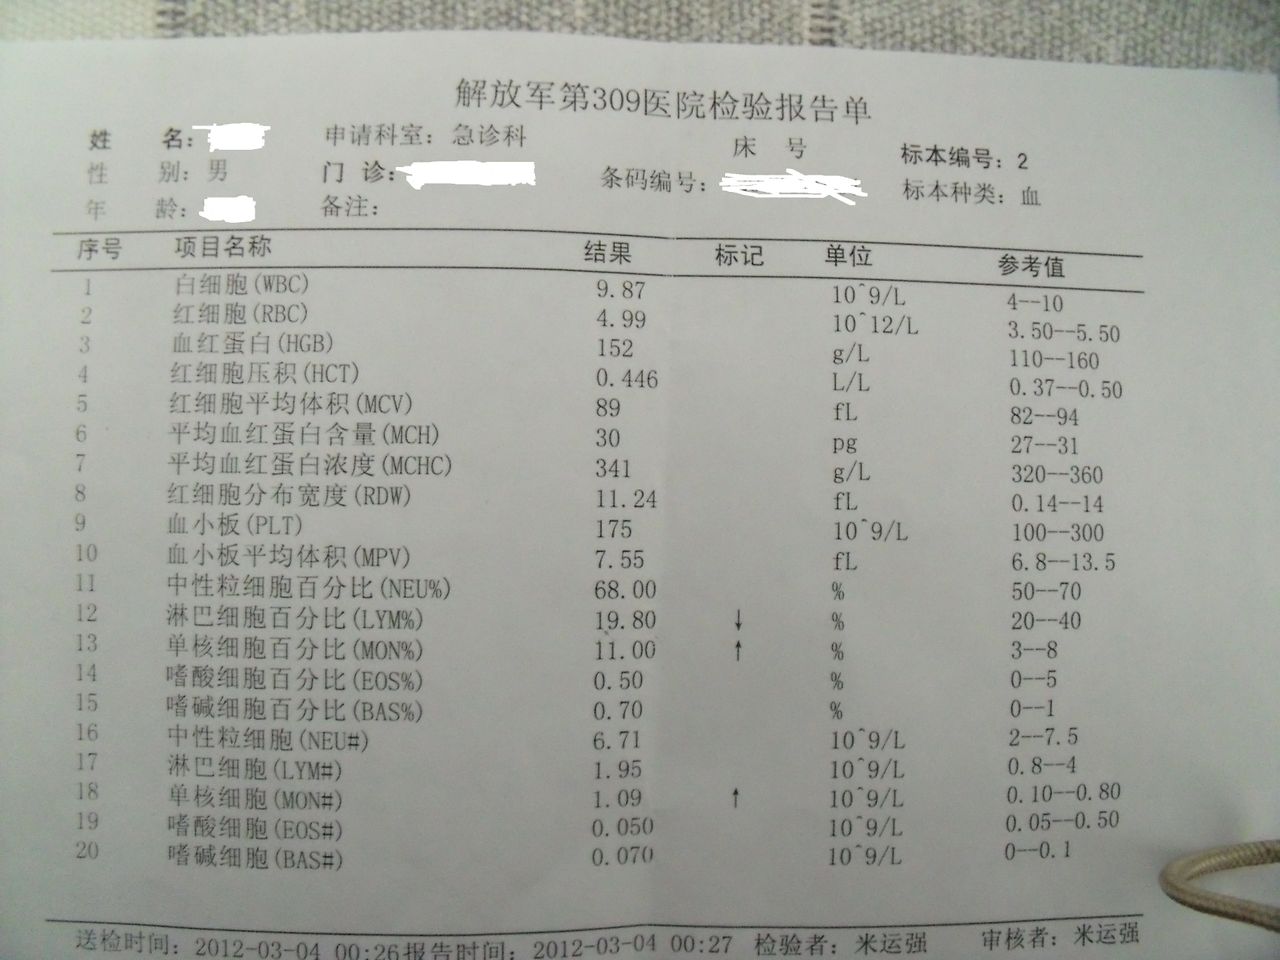 解放军第309医院检验报告单
姓 名: 申请科室: 急诊科 床 号 标本编号: 2
性 别: 男 门 诊: 条码编号: 标本种类: 血
年 龄: 备注:
序号 项目名称 结果 标记 单位 参考值
1 白细胞(WBC) 9.87 10^9/L 4--10
2 红细胞(RBC) 4.99 10^12/L 3.50--5.50
3 血红蛋白(HGB) 152 g/L 110--160
4 红细胞压积(HCT) 0.446 L/L 0.37--0.50
5 红细胞平均体积(MCV) 89 fL 82--94
6 平均血红蛋白含量(MCH) 30 pg 27--31
7 平均血红蛋白浓度(MCHC) 341 g/L 320--360
8 红细胞分布宽度(RDW) 11.24 fL 0.14--14
9 血小板(PLT) 175 10^9/L 100--300
10 血小板平均体积(MPV) 7.55 fL 6.8--13.5
11 中性粒细胞百分比(NEU%) 68.00 % 50--70
12 淋巴细胞百分比(LYM%) 19.80 ↓ % 20--40
13 单核细胞百分比(MON%) 11.00 ↑ % 3--8
14 嗜酸细胞百分比(EOS%) 0.50 % 0--5
15 嗜碱细胞百分比(BAS%) 0.70 % 0--1
16 中性粒细胞(NEU#) 6.71 10^9/L 2--7.5
17 淋巴细胞(LYM#) 1.95 10^9/L 0.8--4
18 单核细胞(MON#) 1.09 ↑ 10^9/L 0.10--0.80
19 嗜酸细胞(EOS#) 0.050 10^9/L 0.05--0.50
20 嗜碱细胞(BAS#) 0.070 10^9/L 0--0.1
送检时间: 2012-03-04 00:26 报告时间: 2012-03-04 00:27 检验者: 米运强 审核者: 米运强